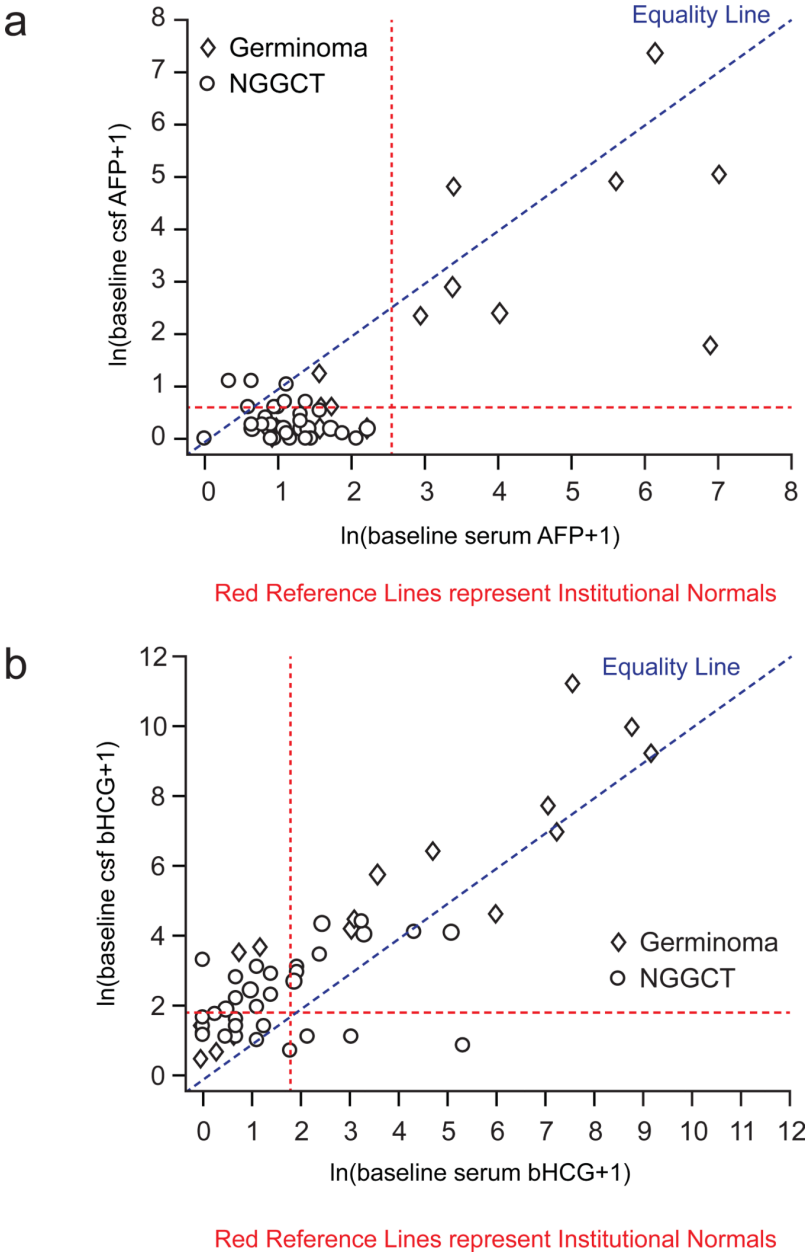 a
Equality Line
Germinoma
NGGCT
8
7
6
5
4
3
2
1
0
ln(baseline csf AFP+1)
0 1 2 3 4 5 6 7 8
ln(baseline serum AFP+1)
Red Reference Lines represent Institutional Normals
b
Equality Line
12
10
8
6
4
2
0
ln(baseline csf bHCG+1)
Germinoma
NGGCT
0 1 2 3 4 5 6 7 8 9 10 11 12
ln(baseline serum bHCG+1)
Red Reference Lines represent Institutional Normals